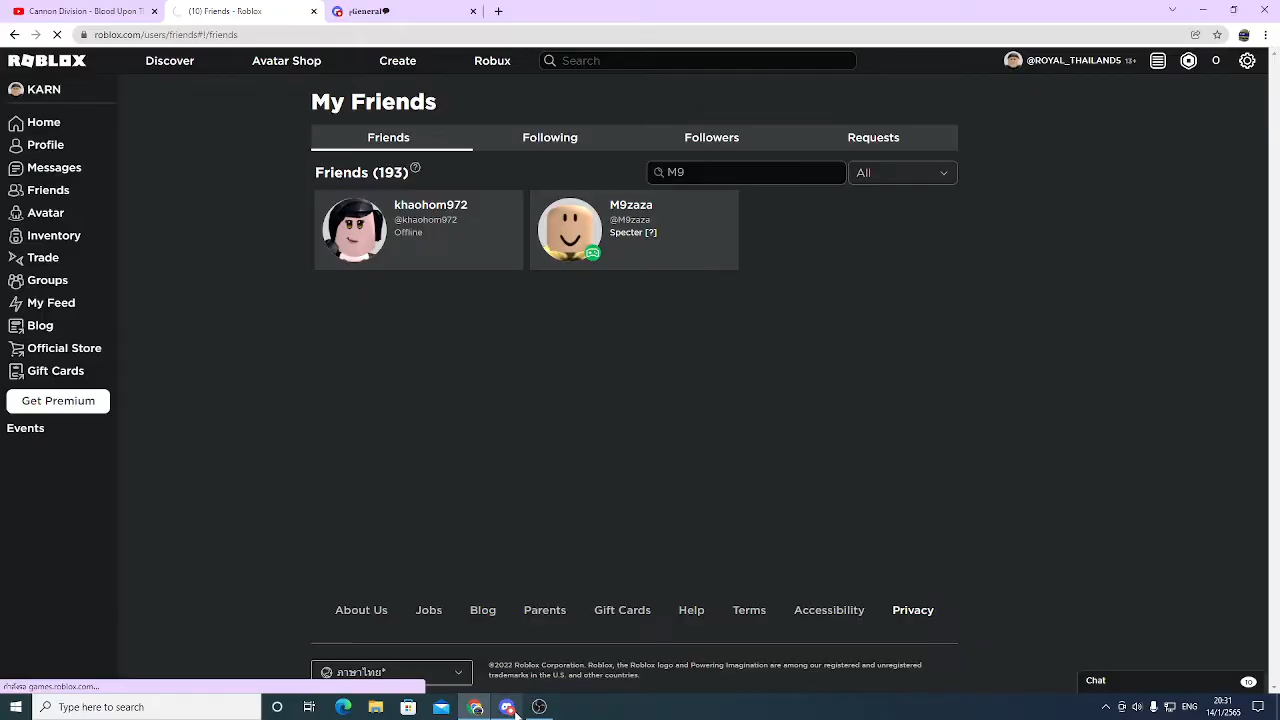 Cannon Division - Blood Upon T
(10) Friends - Roblox
General
roblox.com/users/friends#!/friends
ROBLOX
Discover
Avatar Shop
Create
Robux
Search
@ROYAL_THAILANDS 13+
0
KARN
Home
Profile
Messages
Friends
Avatar
Inventory
Trade
Groups
My Feed
Blog
Official Store
Gift Cards
Get Premium
Events
My Friends
Friends
Following
Followers
Requests
Friends (193)
M9
All
khaohom972
@khaohom972
Offline
M9zaza
@M9zaza
Specter [?]
About Us
Jobs
Blog
Parents
Gift Cards
Help
Terms
Accessibility
Privacy
ภาษาไทย*
©2022 Roblox Corporation. Roblox, the Roblox logo and Powering Imagination are among our registered and unregistered
trademarks in the U.S. and other countries.
Chat
10
games.roblox.com...
Type here to search
20:31
14/1/2565